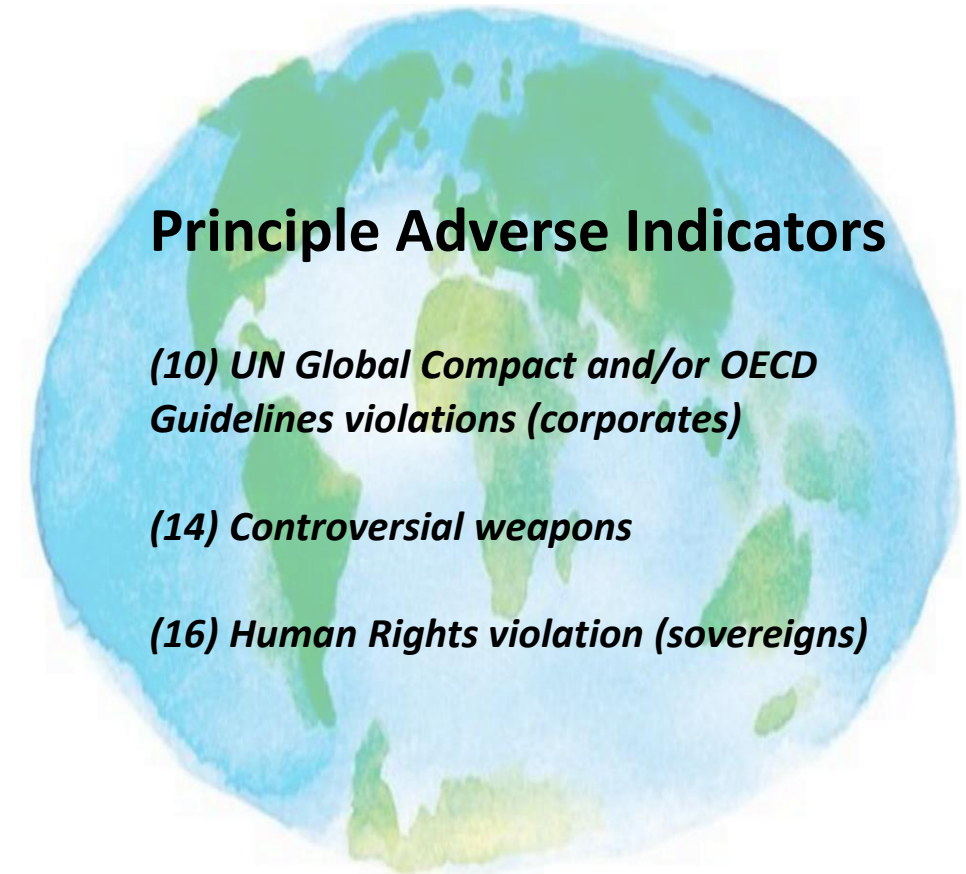 Principle Adverse Indicators
(10) UN Global Compact and/or OECD
Guidelines violations (corporates)
(14) Controversial weapons
(16) Human Rights violation (sovereigns)